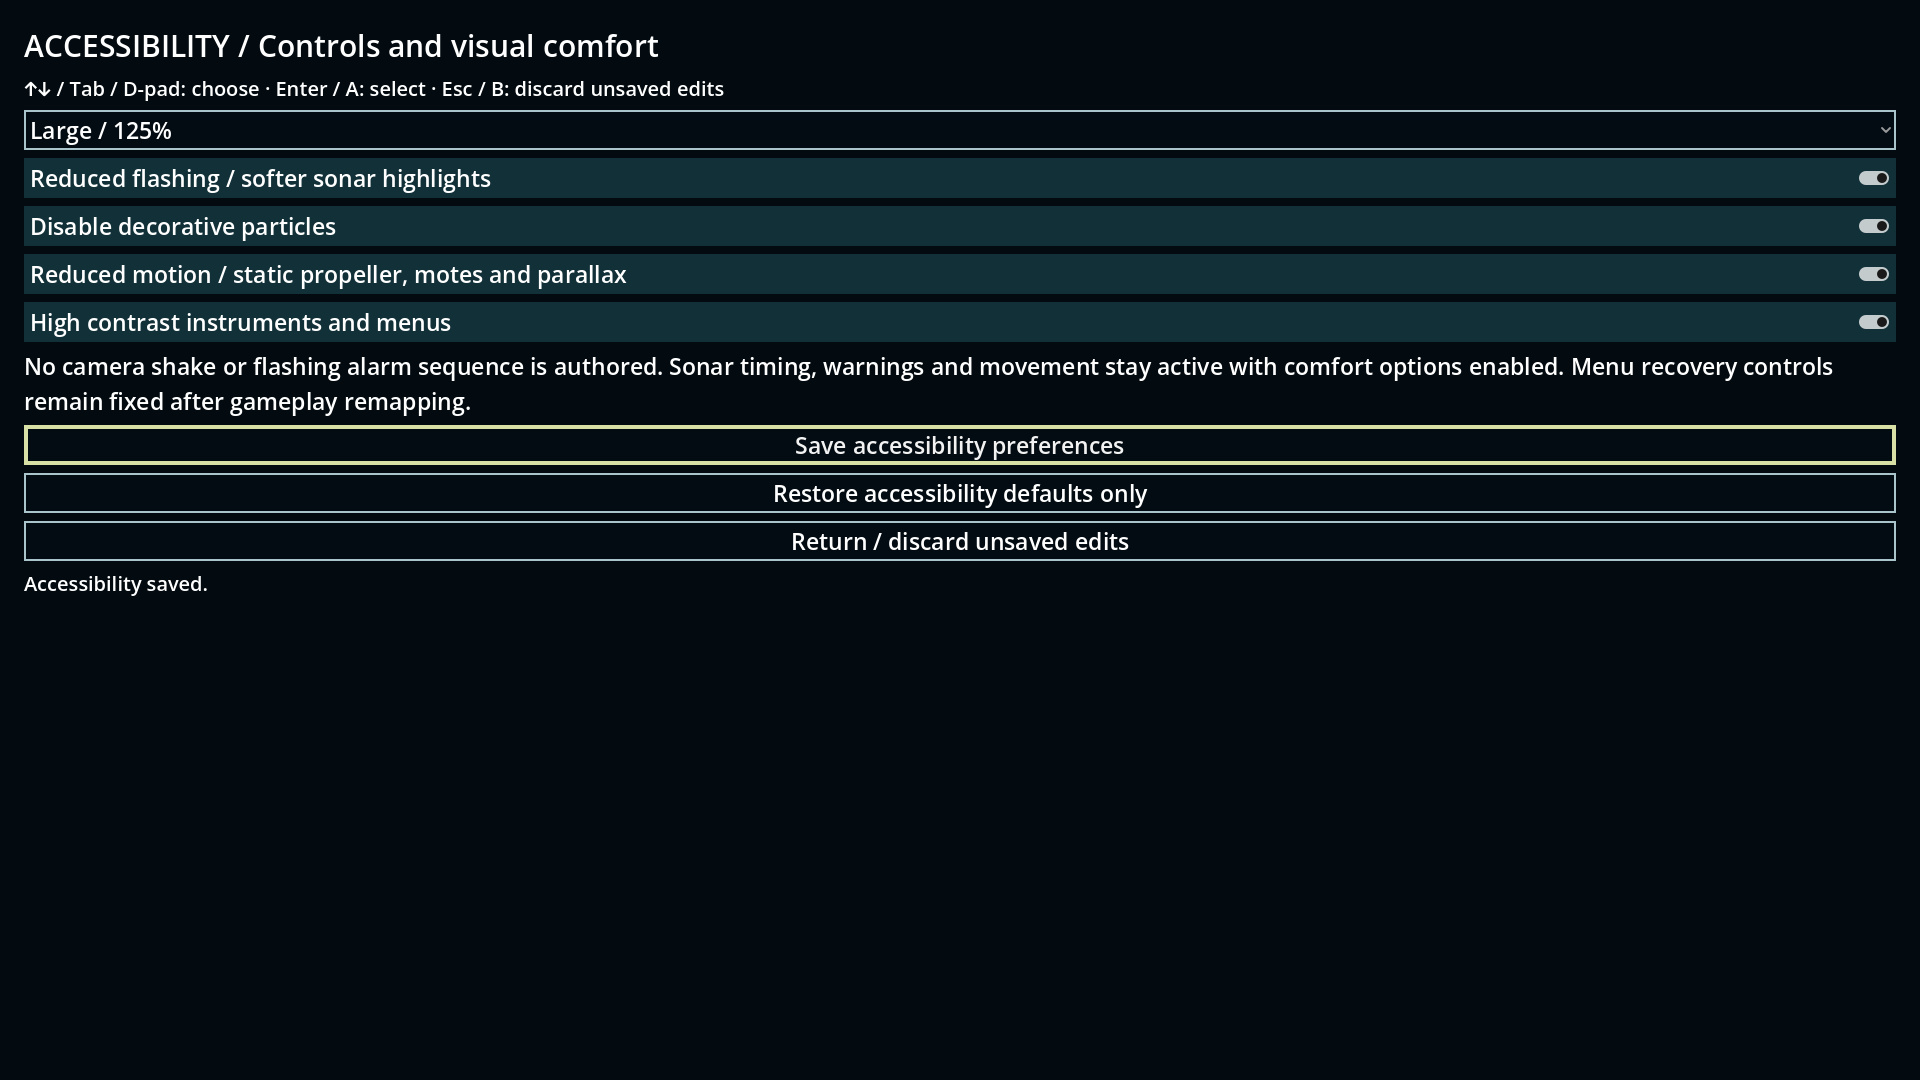 ACCESSIBILITY / Controls and visual comfort
↑↓ / Tab / D-pad: choose · Enter / A: select · Esc / B: discard unsaved edits
Large / 125%
Reduced flashing / softer sonar highlights
Disable decorative particles
Reduced motion / static propeller, motes and parallax
High contrast instruments and menus
No camera shake or flashing alarm sequence is authored. Sonar timing, warnings and movement stay active with comfort options enabled. Menu recovery controls
remain fixed after gameplay remapping.
Save accessibility preferences
Restore accessibility defaults only
Return / discard unsaved edits
Accessibility saved.